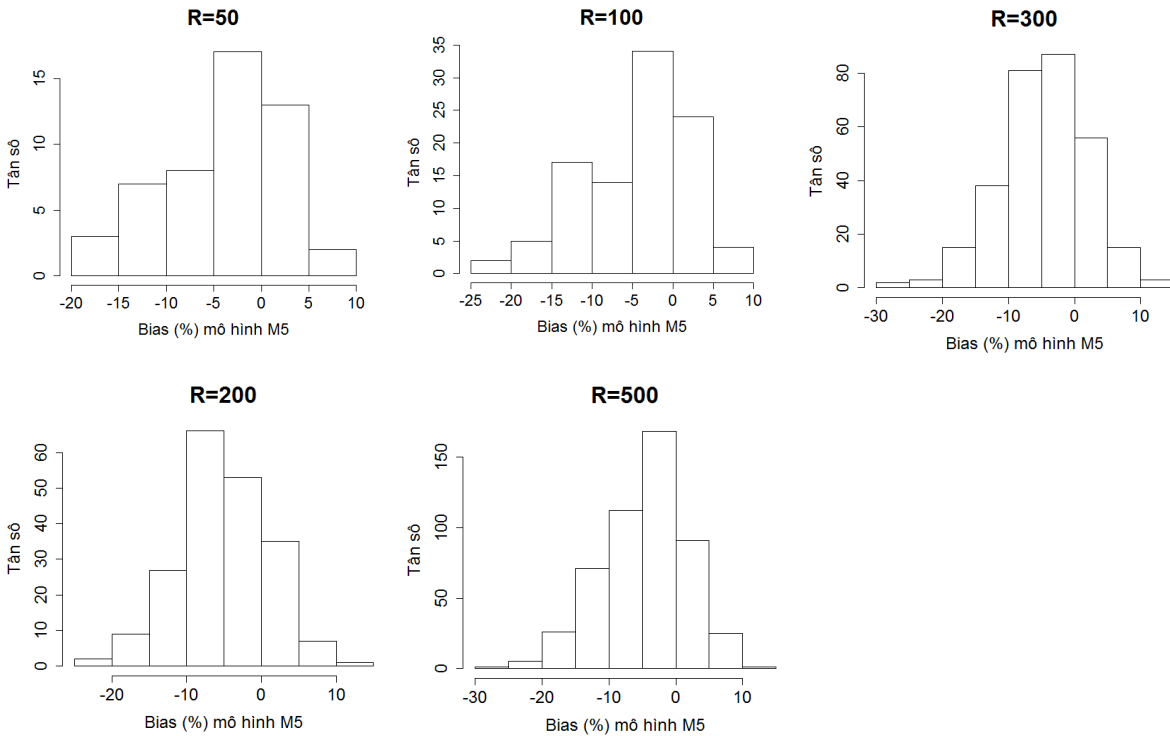 R=50
15
10
5
0
Tần số
-20 -15 -10 -5 0 5 10
Bias (%) mô hình M5
R=100
35
30
25
20
15
10
5
0
Tần số
-25 -20 -15 -10 -5 0 5 10
Bias (%) mô hình M5
R=300
80
60
40
20
0
Tần số
-30 -20 -10 0 10
Bias (%) mô hình M5
R=200
60
50
40
30
20
10
0
Tần số
-20 -10 0 10
Bias (%) mô hình M5
R=500
150
100
50
0
Tần số
-30 -20 -10 0 10
Bias (%) mô hình M5